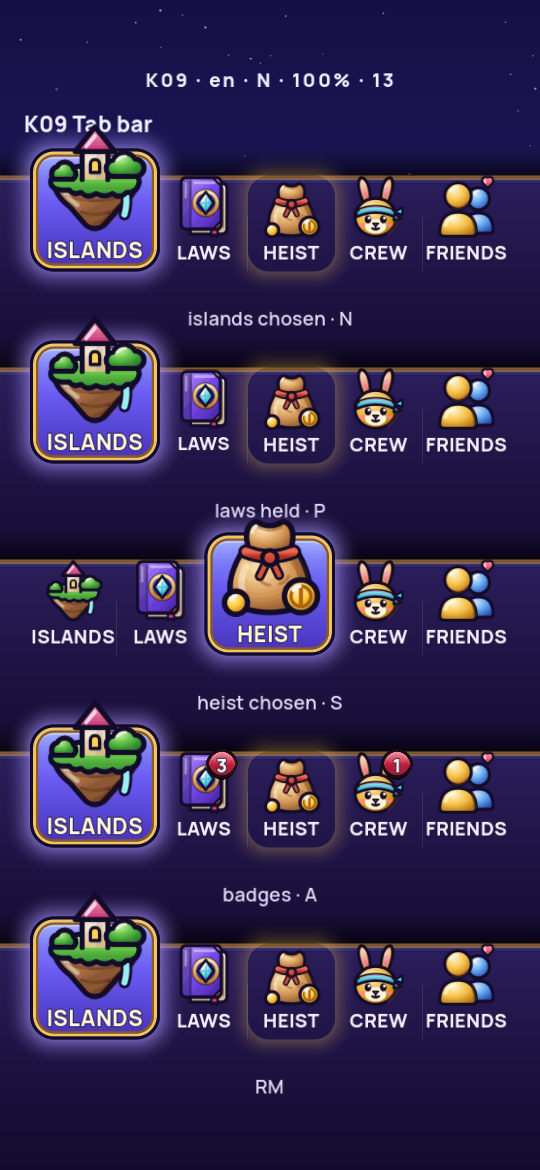 K09 · en · N · 100% · 13
K09 Tab bar
ISLANDS LAWS HEIST CREW FRIENDS
islands chosen · N
ISLANDS LAWS HEIST CREW FRIENDS
laws held · P
ISLANDS LAWS HEIST CREW FRIENDS
heist chosen · S
3 1
ISLANDS LAWS HEIST CREW FRIENDS
badges · A
ISLANDS LAWS HEIST CREW FRIENDS
RM